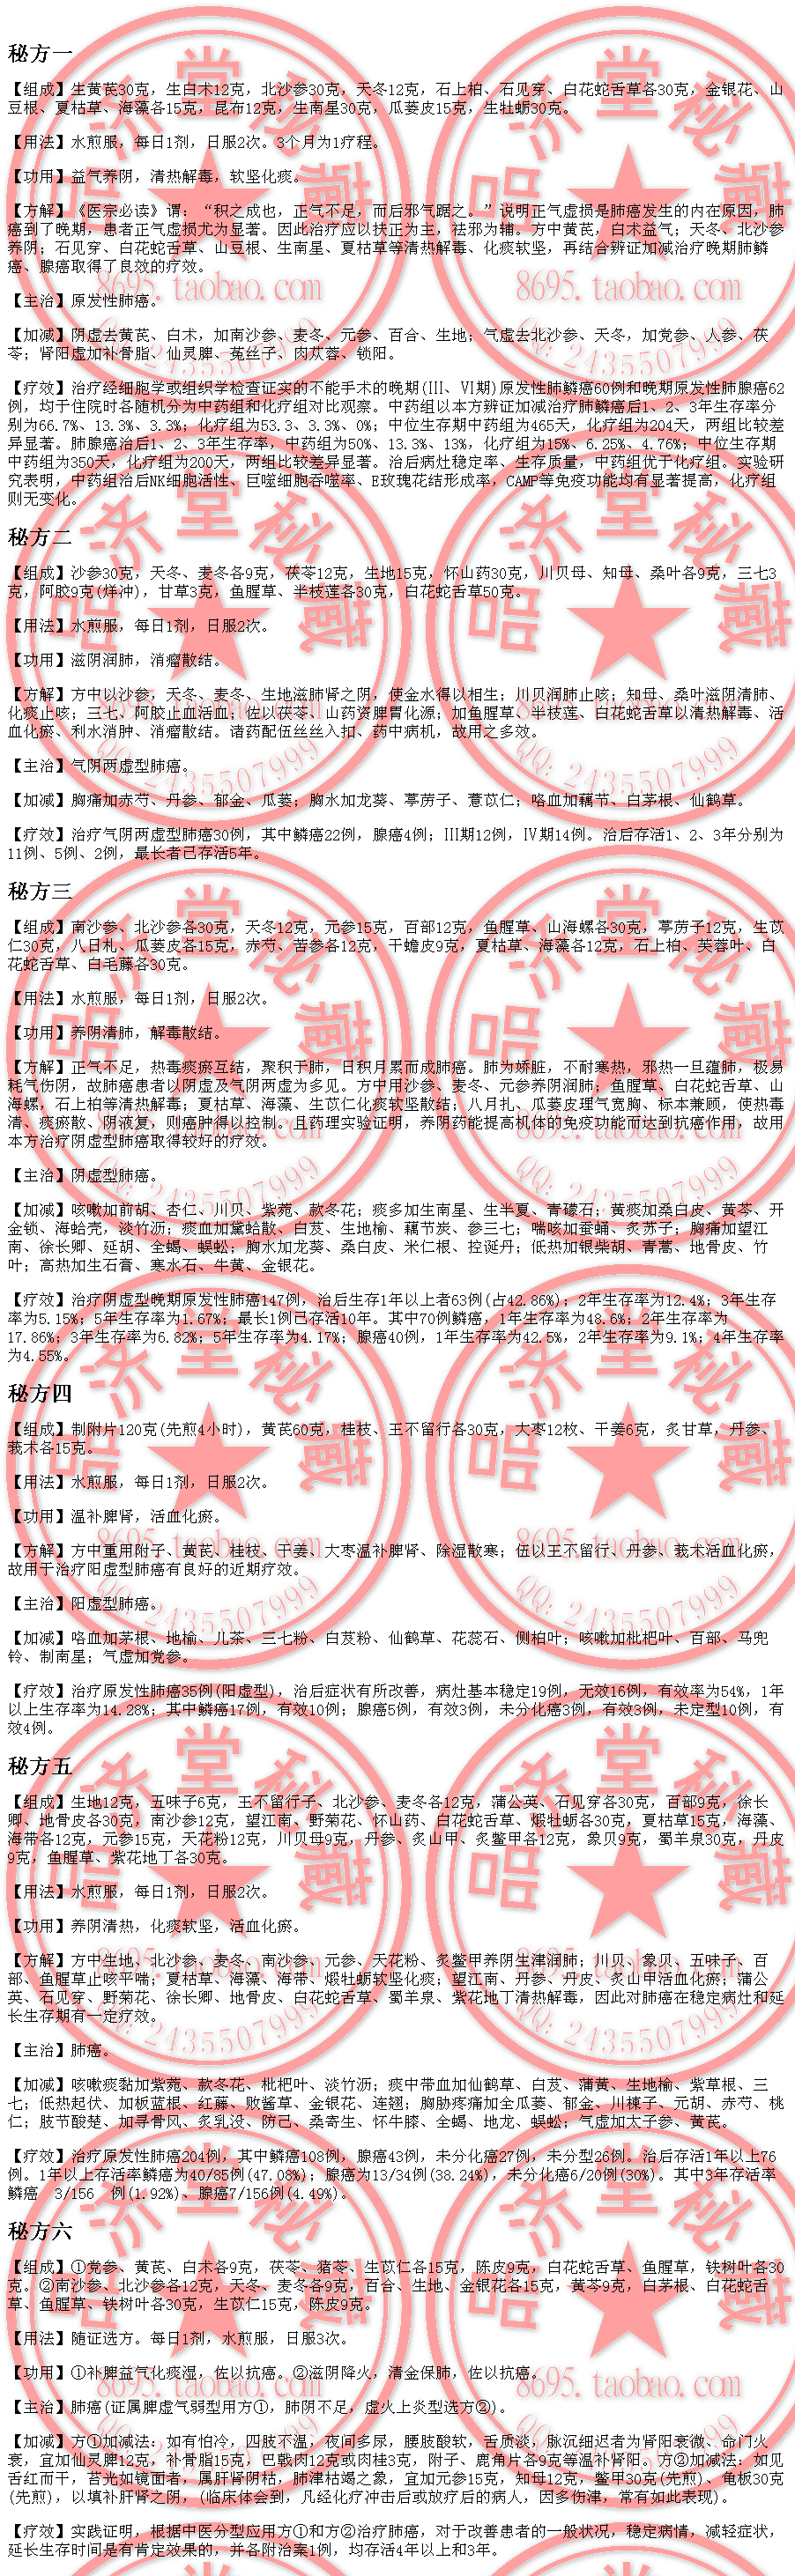 秘方一
【组成】生黄芪30克，生白术12克，北沙参30克，天冬12克，石上柏、石见穿、白花蛇舌草各30克，金银花、山
豆根、夏枯草、海藻各15克，昆布12克，生南星30克，瓜蒌皮15克，生牡蛎30克。
【用法】水煎服，每日1剂，日服2次。3个月为1疗程。
【功用】益气养阴，清热解毒，软坚化痰。
【方解】《医宗必读》谓：“积之成也，正气不足，而后邪气踞之。”说明正气虚损是肺癌发生的内在原因，肺
癌到了晚期，患者正气虚损尤为显著。因此治疗应以扶正为主，祛邪为辅。方中黄芪，白术益气；天冬、北沙参
养阴；石见穿、白花蛇舌草、山豆根、生南星、夏枯草等清热解毒、化痰软坚，再结合辨证加减治疗晚期肺鳞
癌、腺癌取得了良效的疗效。
【主治】原发性肺癌。
【加减】阴虚去黄芪、白术，加南沙参、麦冬、元参、百合、生地；气虚去北沙参、天冬，加党参、人参、茯
苓；肾阳虚加补骨脂、仙灵脾、菟丝子、肉苁蓉、锁阳。
【疗效】治疗经细胞学或组织学检查证实的不能手术的晚期(III、VI期)原发性肺鳞癌60例和晚期原发性肺腺癌62
例，均于住院时各随机分为中药组和化疗组对比观察。中药组以本方辨证加减治疗肺鳞癌后1、2、3年生存率分
别为66.7%、13.3%、3.3%；化疗组为53.3、3.3%、0%；中位生存期中药组为465天，化疗组为204天，两组比较差
异显著。肺腺癌治后1、2、3年生存率，中药组为50%、13.3%、13%，化疗组为15%、6.25%、4.76%；中位生存期
中药组为350天，化疗组为200天，两组比较差异显著。治后病灶稳定率、生存质量，中药组优于化疗组。实验研
究表明，中药组治后NK细胞活性、巨噬细胞吞噬率、E玫瑰花结形成率，CAMP等免疫功能均有显著提高，化疗组
则无变化。
秘方二
【组成】沙参30克，天冬、麦冬各9克，茯苓12克，生地15克，怀山药30克，川贝母、知母、桑叶各9克，三七3
克，阿胶9克(烊冲)，甘草3克，鱼腥草、半枝莲各30克，白花蛇舌草50克。
【用法】水煎服，每日1剂，日服2次。
【功用】滋阴润肺，消瘤散结。
【方解】方中以沙参，天冬、麦冬、生地滋肺肾之阴，使金水得以相生；川贝润肺止咳；知母、桑叶滋阴清肺、
化痰止咳；三七、阿胶止血活血；佐以茯苓、山药资脾胃化源；加鱼腥草、半枝莲、白花蛇舌草以清热解毒、活
血化瘀、利水消肿、消瘤散结。诸药配伍丝丝入扣、药中病机，故用之多效。
【主治】气阴两虚型肺癌。
【加减】胸痛加赤芍、丹参、郁金、瓜蒌；胸水加龙葵、葶苈子、薏苡仁；咯血加藕节、白茅根、仙鹤草。
【疗效】治疗气阴两虚型肺癌30例，其中鳞癌22例，腺癌4例；III期12例，IV期14例。治后存活1、2、3年分别为
11例、5例、2例，最长者已存活5年。
秘方三
【组成】南沙参、北沙参各30克，天冬12克，元参15克，百部12克，鱼腥草、山海螺各30克，葶苈子12克，生苡
仁30克，八日札、瓜蒌皮各15克，赤芍、苦参各12克，干蟾皮9克，夏枯草、海藻各12克，石上柏、芙蓉叶、白
花蛇舌草、白毛藤各30克。
【用法】水煎服，每日1剂，日服2次。
【功用】养阴清肺，解毒散结。
【方解】正气不足，热毒痰瘀互结，聚积于肺，日积月累而成肺癌。肺为娇脏，不耐寒热，邪热一旦蕴肺，极易
耗气伤阴，故肺癌患者以阴虚及气阴两虚为多见。方中用沙参、麦冬、元参养阴润肺；鱼腥草、白花蛇舌草、山
海螺，石上柏等清热解毒；夏枯草、海藻、生苡仁化痰软坚散结；八月扎、瓜蒌皮理气宽胸、标本兼顾，使热毒
清、痰瘀散、阴液复，则癌肿得以控制。且药理实验证明，养阴药能提高机体的免疫功能而达到抗癌作用，故用
本方治疗阴虚型肺癌取得较好的疗效。
【主治】阴虚型肺癌。
【加减】咳嗽加前胡、杏仁、川贝、紫菀、款冬花；痰多加生南星、生半夏、青礞石；黄痰加桑白皮、黄芩、开
金锁、海蛤壳，淡竹沥；痰血加黛蛤散、白芨、生地榆、藕节炭、参三七；喘咳加蚕蛹、炙苏子；胸痛加望江
南、徐长卿、延胡、全蝎、蜈蚣；胸水加龙葵、桑白皮、米仁根、控诞丹；低热加银柴胡、青蒿、地骨皮、竹
叶；高热加生石膏、寒水石、牛黄、金银花。
【疗效】治疗阴虚型晚期原发性肺癌147例，治后生存1年以上者63例(占42.86%)；2年生存率为12.4%；3年生存
率为5.15%；5年生存率为1.67%；最长1例已存活10年。其中70例鳞癌，1年生存率为48.6%；2年生存率为
17.86%；3年生存率为6.82%；5年生存率为4.17%；腺癌40例，1年生存率为42.5%，2年生存率为9.1%；4年生存率
为4.55%。
秘方四
【组成】制附片120克(先煎4小时)，黄芪60克，桂枝、王不留行各30克，大枣12枚、干姜6克，炙甘草，丹参、
莪术各15克。
【用法】水煎服，每日1剂，日服2次。
【功用】温补脾肾，活血化瘀。
【方解】方中重用附子、黄芪、桂枝、干姜、大枣温补脾肾、除湿散寒；伍以王不留行、丹参、莪术活血化瘀，
故用于治疗阳虚型肺癌有良好的近期疗效。
【主治】阳虚型肺癌。
【加减】咯血加茅根、地榆、儿茶、三七粉、白芨粉、仙鹤草、花蕊石、侧柏叶；咳嗽加枇杷叶、百部、马兜
铃、制南星；气虚加党参。
【疗效】治疗原发性肺癌35例(阳虚型)，治后症状有所改善，病灶基本稳定19例，无效16例，有效率为54%，1年
以上生存率为14.28%；其中鳞癌17例，有效10例；腺癌5例，有效3例，未分化癌3例，有效3例，未定型10例，有
效4例。
秘方五
【组成】生地12克，五味子6克，王不留行子、北沙参、麦冬各12克，蒲公英、石见穿各30克，百部9克，徐长
卿、地骨皮各30克，南沙参12克，望江南、野菊花、怀山药、白花蛇舌草、煅牡蛎各30克，夏枯草15克，海藻、
海带各12克，元参15克，天花粉12克，川贝母9克，丹参、炙山甲、炙鳖甲各12克，象贝9克，蜀羊泉30克，丹皮
9克，鱼腥草、紫花地丁各30克。
【用法】水煎服，每日1剂，日服2次。
【功用】养阴清热，化痰软坚，活血化瘀。
【方解】方中生地、北沙参、麦冬、南沙参、元参、天花粉、炙鳖甲养阴生津润肺；川贝、象贝、五味子、百
部、鱼腥草止咳平喘；夏枯草、海藻、海带、煅牡蛎软坚化痰；望江南、丹参、丹皮、炙山甲活血化瘀；蒲公
英、石见穿、野菊花、徐长卿、地骨皮、白花蛇舌草、蜀羊泉、紫花地丁清热解毒，因此对肺癌在稳定病灶和延
长生存期有一定疗效。
【主治】肺癌。
【加减】咳嗽痰黏加紫菀、款冬花、枇杷叶、淡竹沥；痰中带血加仙鹤草、白芨、蒲黄、生地榆、紫草根、三
七；低热起伏、加板蓝根、红藤、败酱草、金银花、连翘；胸胁疼痛加全瓜蒌、郁金、川楝子、元胡、赤芍、桃
仁；肢节酸楚、加寻骨风、炙乳没、防己、桑寄生、怀牛膝、全蝎、地龙、蜈蚣；气虚加太子参、黄芪。
【疗效】治疗原发性肺癌204例，其中鳞癌108例，腺癌43例，未分化癌27例，未分型26例。治后存活1年以上76
例。1年以上存活率鳞癌为40/85例(47.08%)；腺癌为13/34例(38.24%)，未分化癌6/20例(30%)。其中3年存活率
鳞癌 3/156 例(1.92%)、腺癌7/156例(4.49%)。
秘方六
【组成】①党参、黄芪、白术各9克，茯苓、猪苓、生苡仁各15克，陈皮9克，白花蛇舌草、鱼腥草，铁树叶各30
克。②南沙参、北沙参各12克，天冬、麦冬各9克，百合、生地、金银花各15克，黄芩9克，白茅根、白花蛇舌
草、鱼腥草、铁树叶各30克，生苡仁15克，陈皮9克。
【用法】随证选方。每日1剂，水煎服，日服3次。
【功用】①补脾益气化痰湿，佐以抗癌。②滋阴降火，清金保肺，佐以抗癌。
【主治】肺癌(证属脾虚气弱型用方①，肺阴不足，虚火上炎型选方②)。
【加减】方①加减法：如有怕冷，四肢不温，夜间多尿，腰肢酸软，舌质淡，脉沉细迟者为肾阳衰微、命门火
衰，宜加仙灵脾12克，补骨脂15克，巴戟肉12克或肉桂3克，附子、鹿角片各9克等温补肾阳。方②加减法：如见
舌红而干，苔光如镜面者，属肝肾阴枯，肺津枯竭之象，宜加元参15克，知母12克，鳖甲30克(先煎)、龟板30克
(先煎)，以填补肝肾之阴，(临床体会到，凡经化疗冲击后或放疗后的病人，因多伤津，常有如此表现)。
【疗效】实践证明，根据中医分型应用方①和方②治疗肺癌，对于改善患者的一般状况，稳定病情，减轻症状，
延长生存时间是有肯定效果的，并各附治案1例，均存活4年以上和3年。
品济堂秘藏
8695.taobao.com
QQ: 2435507999